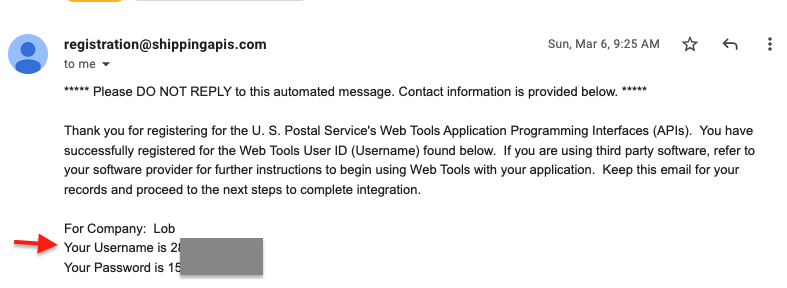 registration@shippingapis.com
Sun, Mar 6, 9:25 AM
to me
***** Please DO NOT REPLY to this automated message. Contact information is provided below. *****
Thank you for registering for the U. S. Postal Service's Web Tools Application Programming Interfaces (APIs).  You have
successfully registered for the Web Tools User ID (Username) found below.  If you are using third party software, refer to
your software provider for further instructions to begin using Web Tools with your application.  Keep this email for your
records and proceed to the next steps to complete integration.
For Company:  Lob
Your Username is 28
Your Password is 15